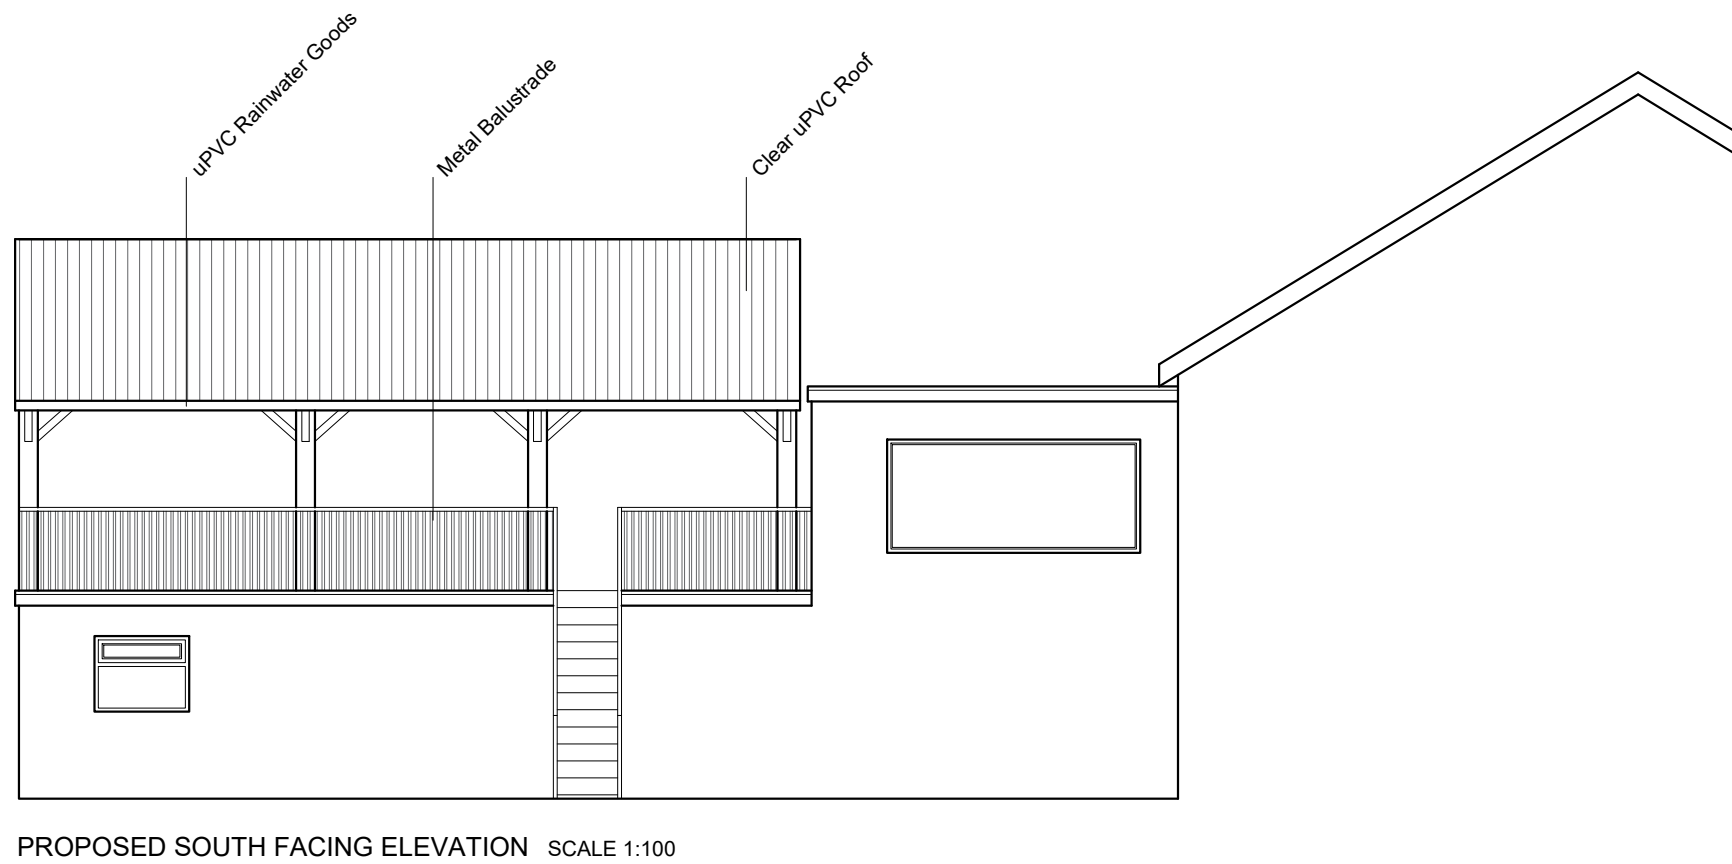 uPVC Rainwater Goods
Metal Balustrade
Clear uPVC Roof
PROPOSED SOUTH FACING ELEVATION SCALE 1:100